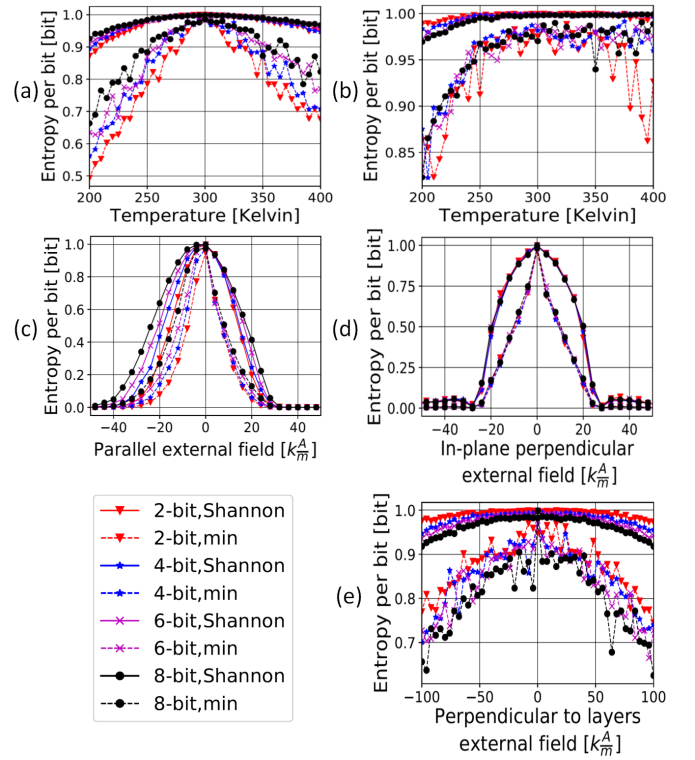 (a)
Entropy per bit [bit]
1.0
0.9
0.8
0.7
0.6
0.5
200 250 300 350 400
Temperature [Kelvin]
(b)
Entropy per bit [bit]
1.00
0.95
0.90
0.85
200 250 300 350 400
Temperature [Kelvin]
(c)
Entropy per bit [bit]
1.0
0.8
0.6
0.4
0.2
0.0
−40 −20 0 20 40
Parallel external field [k A/m]
(d)
Entropy per bit [bit]
1.00
0.75
0.50
0.25
0.00
−40 −20 0 20 40
In-plane perpendicular
external field [k A/m]
2-bit,Shannon
2-bit,min
4-bit,Shannon
4-bit,min
6-bit,Shannon
6-bit,min
8-bit,Shannon
8-bit,min
(e)
Entropy per bit [bit]
1.0
0.9
0.8
0.7
−100 −50 0 50 100
Perpendicular to layers
external field [k A/m]